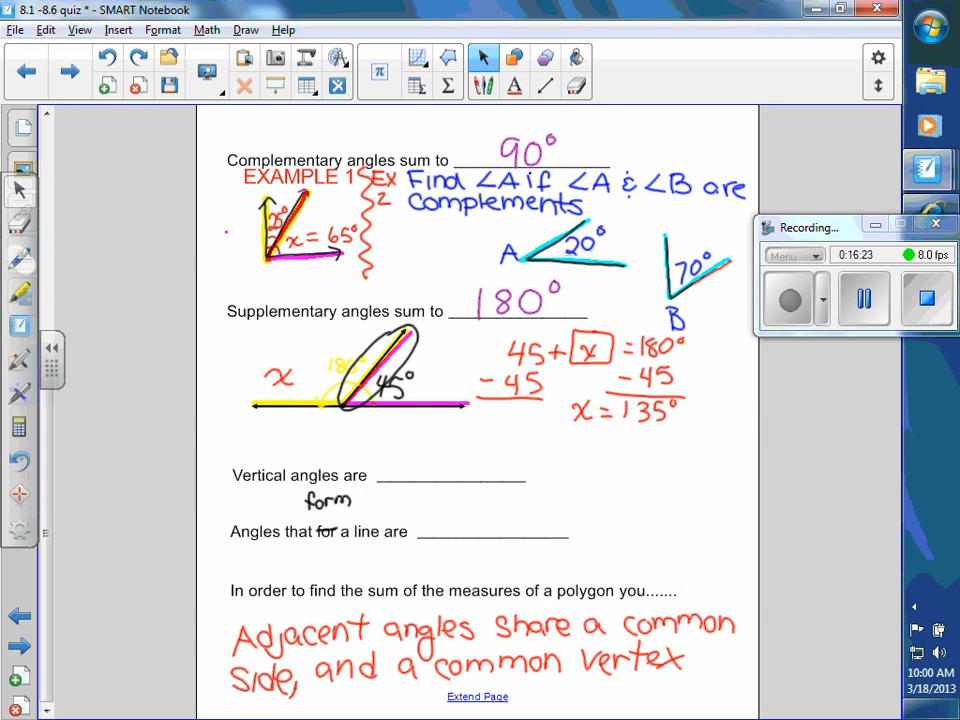 8.1 -8.6 quiz * - SMART Notebook
File Edit View Insert Format Math Draw Help
Complementary angles sum to 90°
EXAMPLE 1
Ex 2
Find ∠A if ∠A & ∠B are
complements
25°
x = 65°
A 20°
70°
B
Recording...
Menu 0:16:23 8.0 fps
Supplementary angles sum to 180°
x 180° 45°
45 + x = 180°
- 45 - 45
x = 135°
Vertical angles are
form
Angles that for a line are
In order to find the sum of the measures of a polygon you.......
Adjacent angles share a common
side, and a common vertex
Extend Page
10:00 AM
3/18/2013